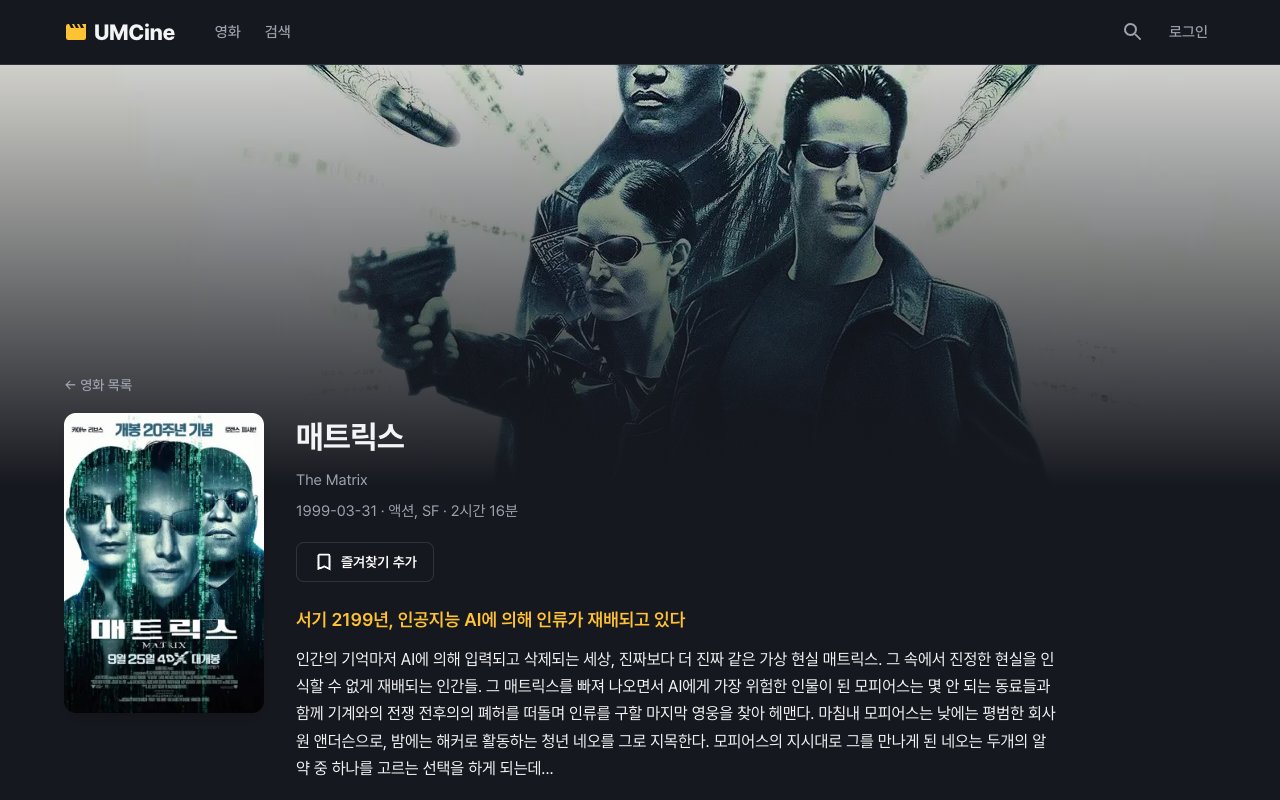 UMCine
영화
검색
로그인
← 영화 목록
키아누 리브스 개봉 20주년 기념 로렌스 피시번
매트릭스
MATRIX
9월 25일 4DX 대개봉
매트릭스
The Matrix
1999-03-31 · 액션, SF · 2시간 16분
즐겨찾기 추가
서기 2199년, 인공지능 AI에 의해 인류가 재배되고 있다
인간의 기억마저 AI에 의해 입력되고 삭제되는 세상, 진짜보다 더 진짜 같은 가상 현실 매트릭스. 그 속에서 진정한 현실을 인
식할 수 없게 재배되는 인간들. 그 매트릭스를 빠져 나오면서 AI에게 가장 위험한 인물이 된 모피어스는 몇 안 되는 동료들과
함께 기계와의 전쟁 전후의의 폐허를 떠돌며 인류를 구할 마지막 영웅을 찾아 헤맨다. 마침내 모피어스는 낮에는 평범한 회사
원 앤더슨으로, 밤에는 해커로 활동하는 청년 네오를 그로 지목한다. 모피어스의 지시대로 그를 만나게 된 네오는 두개의 알
약 중 하나를 고르는 선택을 하게 되는데...